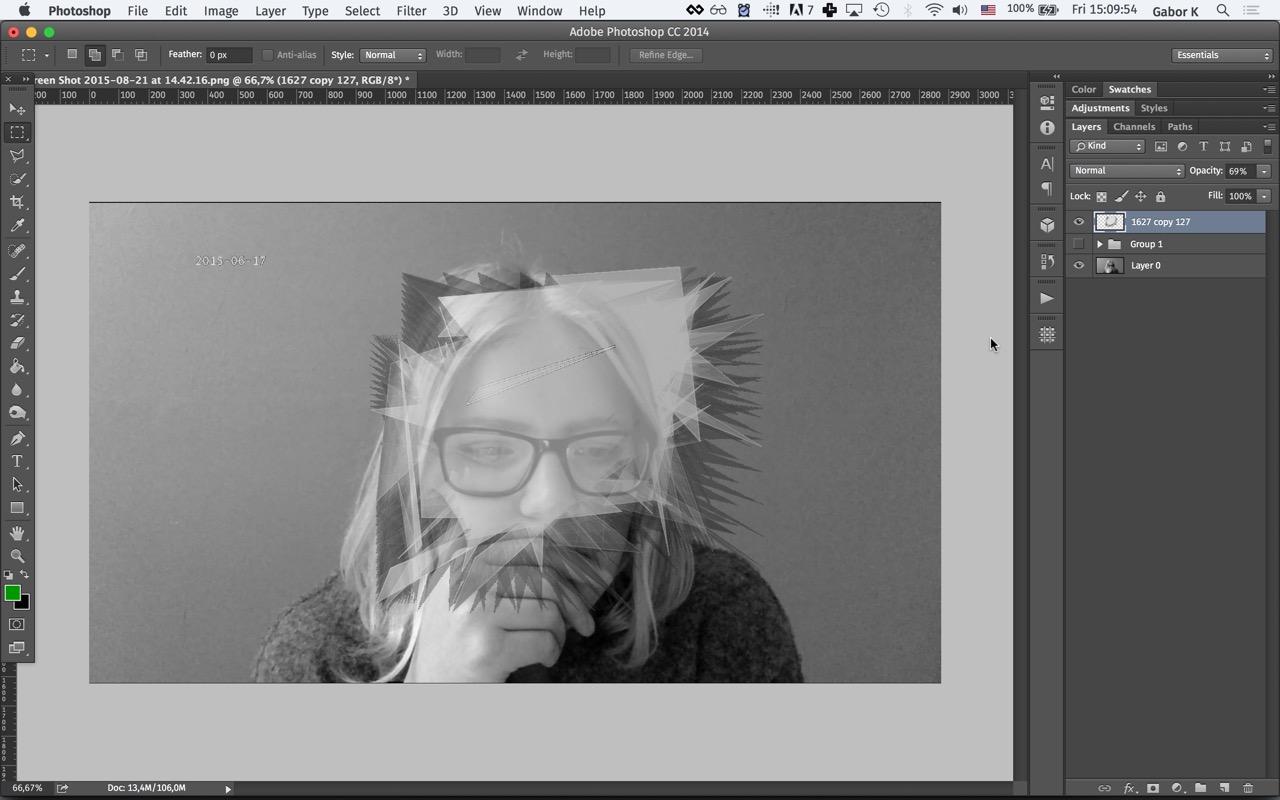 Photoshop File Edit Image Layer Type Select Filter 3D View Window Help 7 100% Fri 15:09:54 Gabor K
Adobe Photoshop CC 2014
Feather: 0 px Anti-alias Style: Normal Width: Height: Refine Edge... Essentials
reen Shot 2015-08-21 at 14.42.16.png @ 66,7% (1627 copy 127, RGB/8*) *
200 100 0 100 200 300 400 500 600 700 800 900 1000 1100 1200 1300 1400 1500 1600 1700 1800 1900 2000 2100 2200 2300 2400 2500 2600 2700 2800 2900 3000
Color Swatches
Adjustments Styles
Layers Channels Paths
Kind
Normal Opacity: 69%
Lock: Fill: 100%
1627 copy 127
Group 1
Layer 0
2015-06-17
66,67% Doc: 13,4M/106,0M